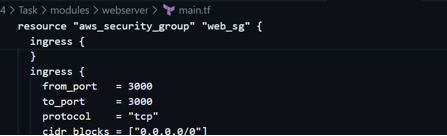 4 > Task > modules > webserver > main.tf
resource "aws_security_group" "web_sg" {
ingress {
}
ingress {
from_port = 3000
to_port = 3000
protocol = "tcp"
cidr_blocks = ["0.0.0.0/0"]